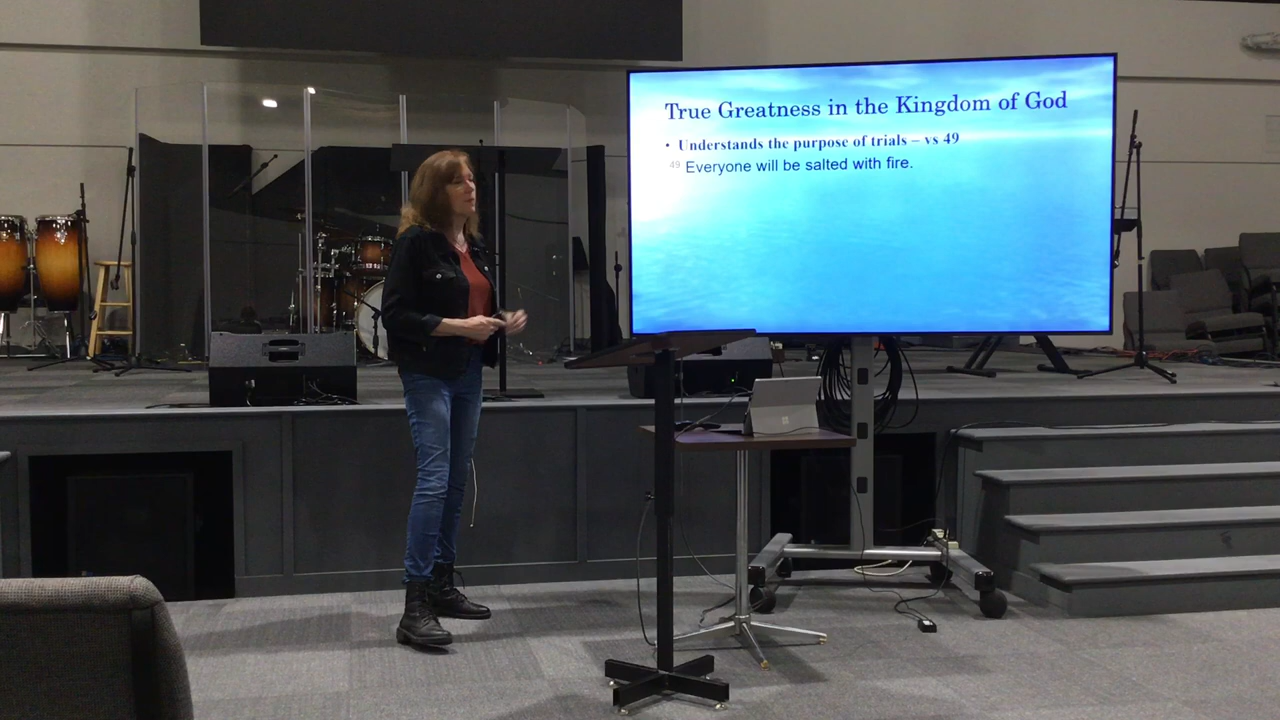 True Greatness in the Kingdom of God
• Understands the purpose of trials – vs 49
49 Everyone will be salted with fire.